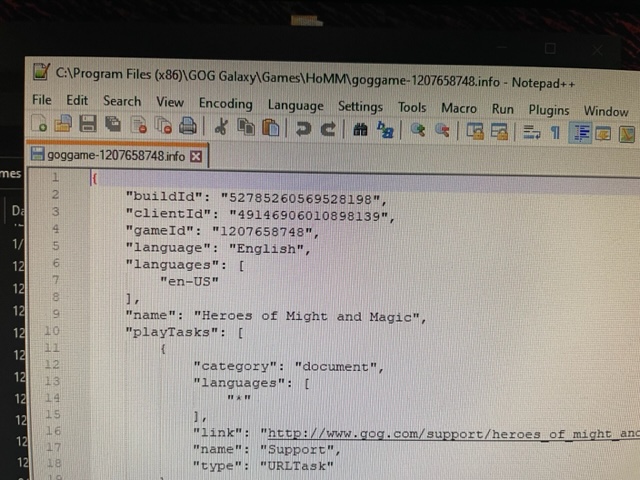 C:\Program Files (x86)\GOG Galaxy\Games\HoMM\goggame-1207658748.info - Notepad++
File Edit Search View Encoding Language Settings Tools Macro Run Plugins Window
goggame-1207658748.info
mes
1 {
2 "buildId": "52785260569528198",
3 "clientId": "49146906010898139",
4 "gameId": "1207658748",
5 "language": "English",
6 "languages": [
7 "en-US"
8 ],
9 "name": "Heroes of Might and Magic",
10 "playTasks": [
11 {
12 "category": "document",
13 "languages": [
14 "*"
15 ],
16 "link": "http://www.gog.com/support/heroes_of_might_and
17 "name": "Support",
18 "type": "URLTask"
Da
1/
12
12
12
12
12
12
12
12
12
12